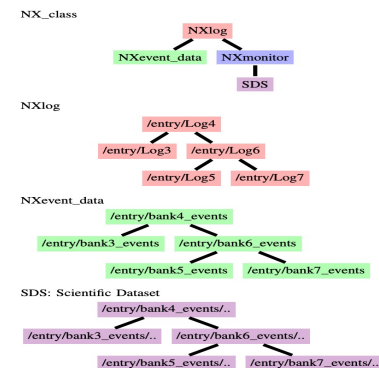 NX_class
NXlog
NXevent_data NXmonitor
SDS
NXlog
/entry/Log4
/entry/Log3 /entry/Log6
/entry/Log5 /entry/Log7
NXevent_data
/entry/bank4_events
/entry/bank3_events /entry/bank6_events
/entry/bank5_events /entry/bank7_events
SDS: Scientific Dataset
/entry/bank4_events/..
/entry/bank3_events/.. /entry/bank6_events/..
/entry/bank5_events/.. /entry/bank7_events/..